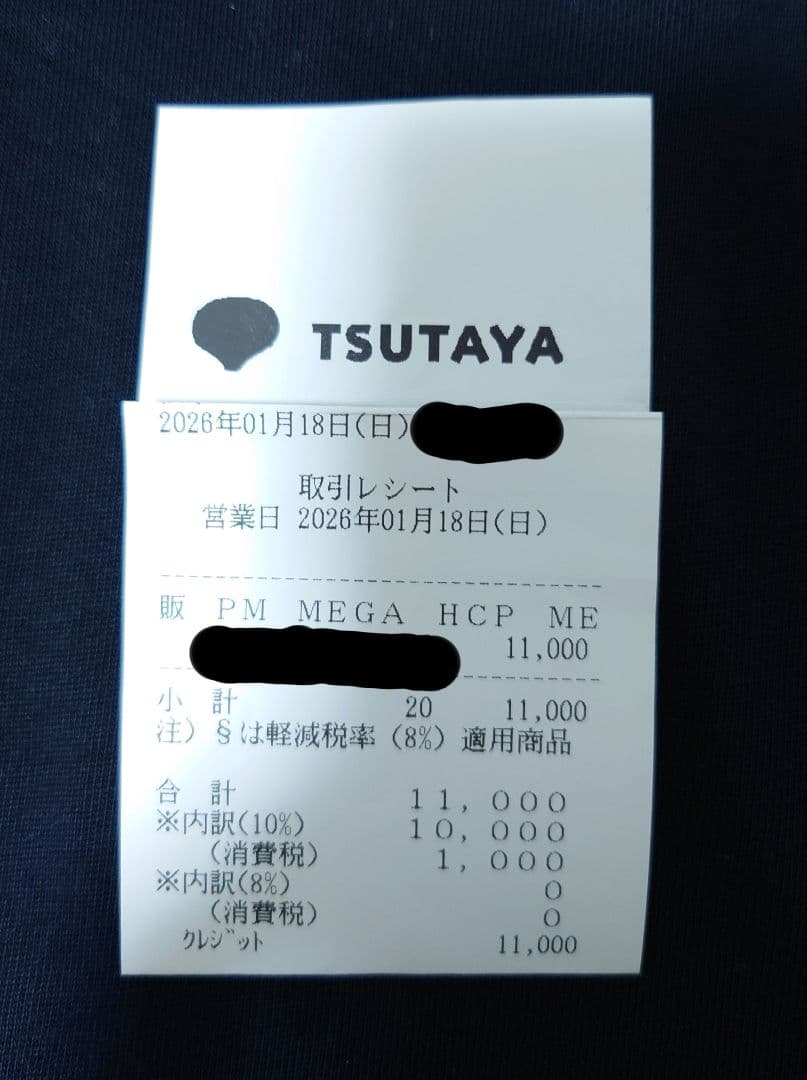 TSUTAYA
2026年01月18日(日)
取引レシート
営業日 2026年01月18日(日)
販 PM MEGA HCP ME
11,000
小 計 20 11,000
注) §は軽減税率(8%)適用商品
合 計 11,000
※内訳(10%) 10,000
(消費税) 1,000
※内訳(8%) 0
(消費税) 0
ｸﾚｼﾞｯﾄ 11,000